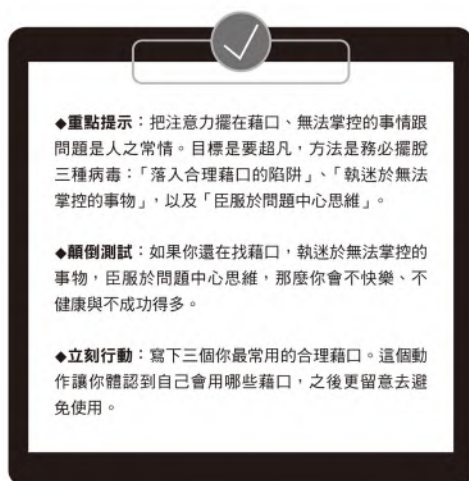 ◆重點提示：把注意力擺在藉口、無法掌控的事情跟
問題是人之常情。目標是要超凡，方法是務必擺脫
三種病毒：「落入合理藉口的陷阱」、「執迷於無法
掌控的事物」，以及「臣服於問題中心思維」。
◆顛倒測試：如果你還在找藉口，執迷於無法掌控的
事物，臣服於問題中心思維，那麼你會不快樂、不
健康與不成功得多。
◆立刻行動：寫下三個你最常用的合理藉口。這個動
作讓你體認到自己會用哪些藉口，之後更留意去避
免使用。